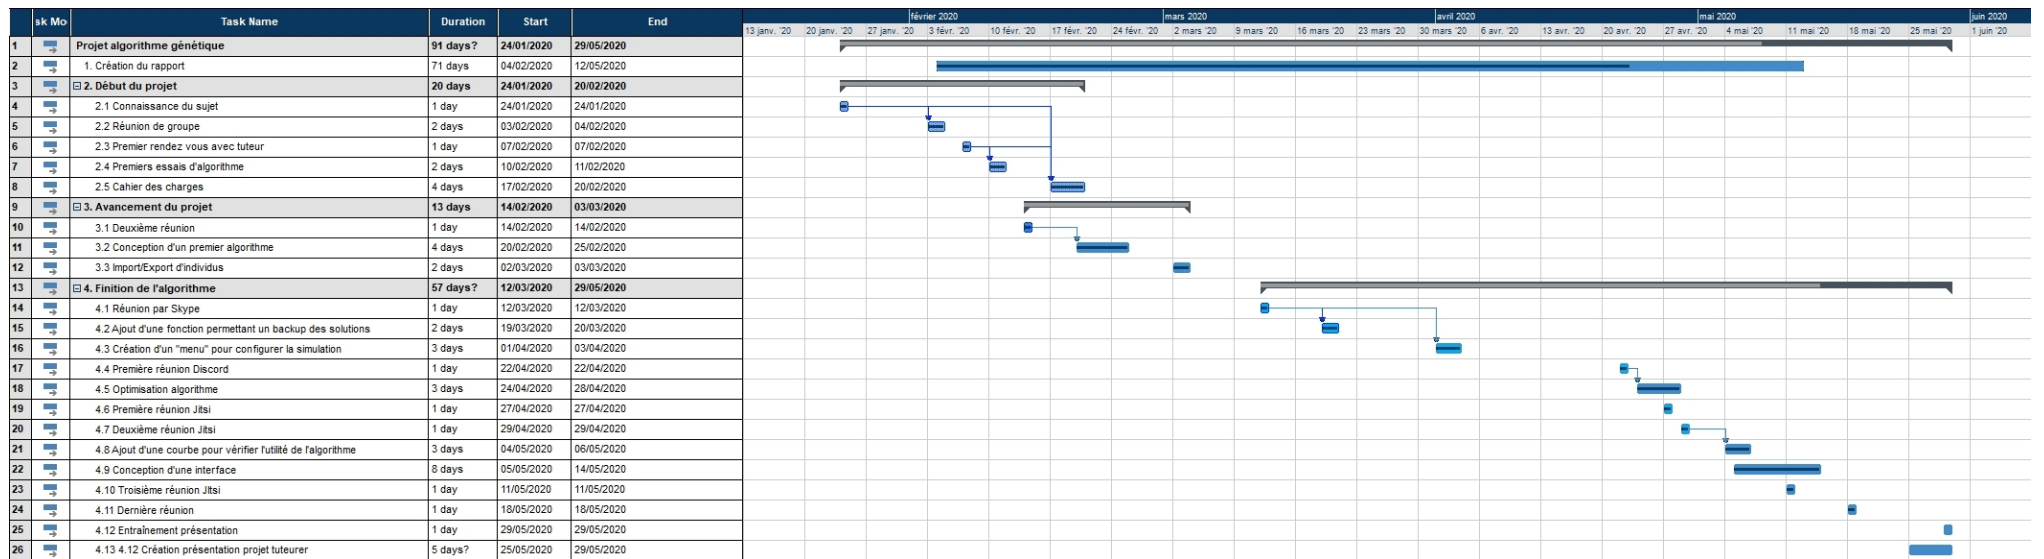 sk Mo Task Name Duration Start End
février 2020 mars 2020 avril 2020 mai 2020 juin 2020
13 janv. '20 20 janv. '20 27 janv. '20 3 févr. '20 10 févr. '20 17 févr. '20 24 févr. '20 2 mars '20 9 mars '20 16 mars '20 23 mars '20 30 mars '20 6 avr. '20 13 avr. '20 20 avr. '20 27 avr. '20 4 mai '20 11 mai '20 18 mai '20 25 mai '20 1 juin '20
1 Projet algorithme génétique 91 days? 24/01/2020 29/05/2020
2 1. Création du rapport 71 days 04/02/2020 12/05/2020
3 2. Début du projet 20 days 24/01/2020 20/02/2020
4 2.1 Connaissance du sujet 1 day 24/01/2020 24/01/2020
5 2.2 Réunion de groupe 2 days 03/02/2020 04/02/2020
6 2.3 Premier rendez vous avec tuteur 1 day 07/02/2020 07/02/2020
7 2.4 Premiers essais d'algorithme 2 days 10/02/2020 11/02/2020
8 2.5 Cahier des charges 4 days 17/02/2020 20/02/2020
9 3. Avancement du projet 13 days 14/02/2020 03/03/2020
10 3.1 Deuxième réunion 1 day 14/02/2020 14/02/2020
11 3.2 Conception d'un premier algorithme 4 days 20/02/2020 25/02/2020
12 3.3 Import/Export d'individus 2 days 02/03/2020 03/03/2020
13 4. Finition de l'algorithme 57 days? 12/03/2020 29/05/2020
14 4.1 Réunion par Skype 1 day 12/03/2020 12/03/2020
15 4.2 Ajout d'une fonction permettant un backup des solutions 2 days 19/03/2020 20/03/2020
16 4.3 Création d'un "menu" pour configurer la simulation 3 days 01/04/2020 03/04/2020
17 4.4 Première réunion Discord 1 day 22/04/2020 22/04/2020
18 4.5 Optimisation algorithme 3 days 24/04/2020 28/04/2020
19 4.6 Première réunion Jitsi 1 day 27/04/2020 27/04/2020
20 4.7 Deuxième réunion Jitsi 1 day 29/04/2020 29/04/2020
21 4.8 Ajout d'une courbe pour vérifier l'utilité de l'algorithme 3 days 04/05/2020 06/05/2020
22 4.9 Conception d'une interface 8 days 05/05/2020 14/05/2020
23 4.10 Troisième réunion JItsi 1 day 11/05/2020 11/05/2020
24 4.11 Dernière réunion 1 day 18/05/2020 18/05/2020
25 4.12 Entraînement présentation 1 day 29/05/2020 29/05/2020
26 4.13 4.12 Création présentation projet tuteurer 5 days? 25/05/2020 29/05/2020